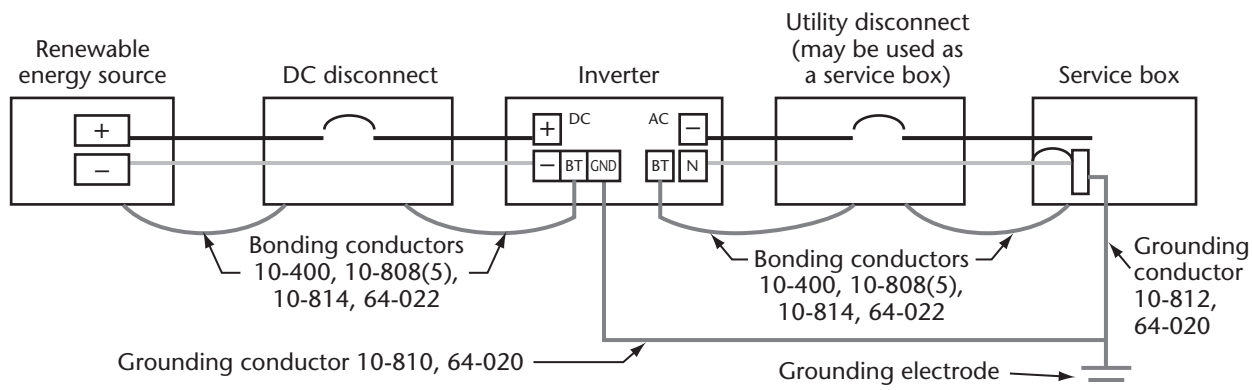 Renewable
energy source
DC disconnect
Inverter
Utility disconnect
(may be used as
a service box)
Service box
+
−
+
DC
− BT GND
AC −
BT N
Bonding conductors
10-400, 10-808(5),
10-814, 64-022
Bonding conductors
10-400, 10-808(5),
10-814, 64-022
Grounding
conductor
10-812,
64-020
Grounding conductor 10-810, 64-020
Grounding electrode